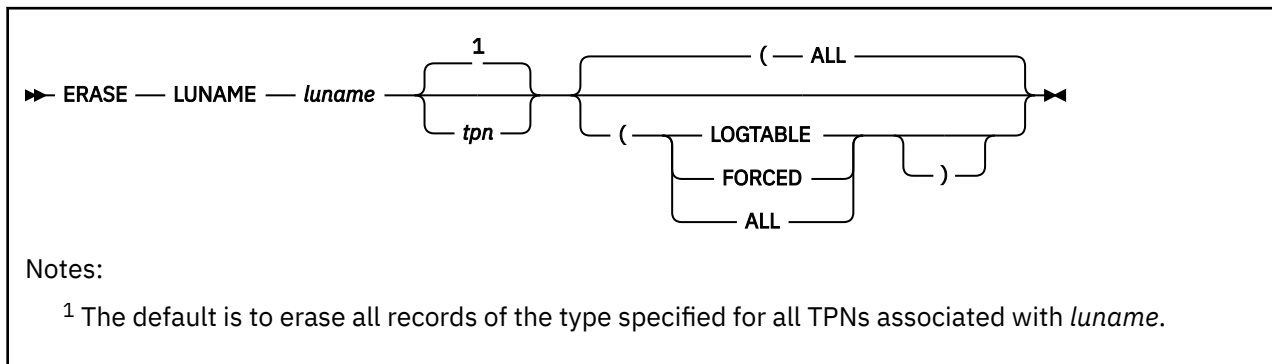 1
( ALL
ERASE LUNAME luname
tpn
( LOGTABLE
)
FORCED
ALL
Notes:
1 The default is to erase all records of the type specified for all TPNs associated with luname.